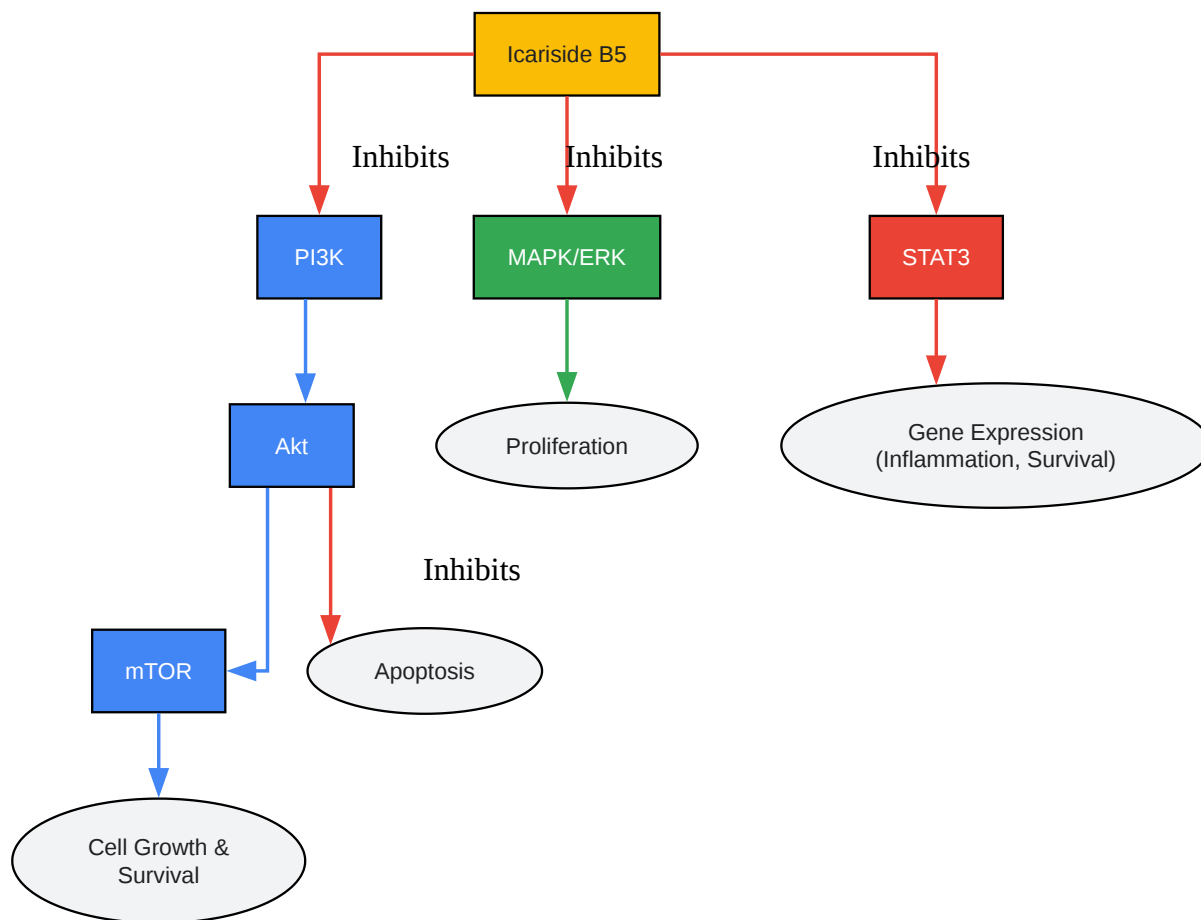 Icariside B5
Inhibits
Inhibits
Inhibits
PI3K
MAPK/ERK
STAT3
Akt
Proliferation
Gene Expression
(Inflammation, Survival)
Inhibits
mTOR
Apoptosis
Cell Growth &
Survival